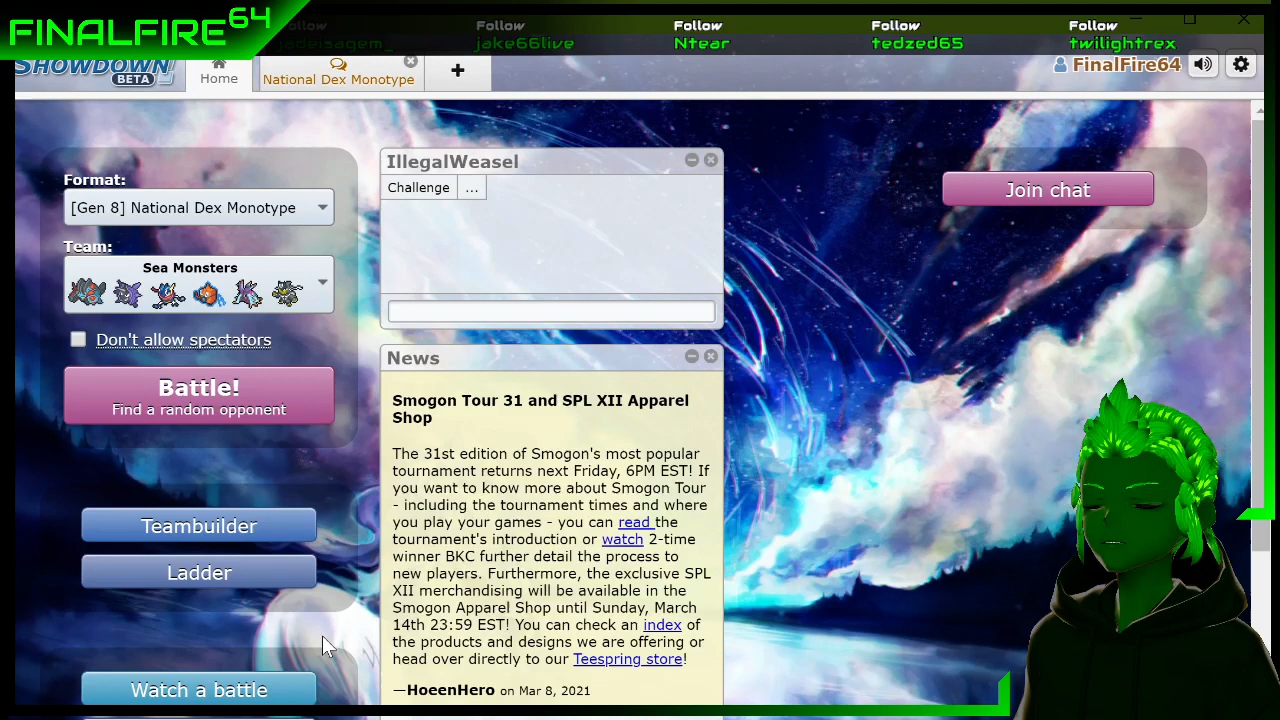 FINALFIRE64
Follow
jadeisagem_
Follow
jake66live
Follow
Ntear
Follow
tedzed65
Follow
twilightrex
SHOWDOWN
BETA
Home
National Dex Monotype
+
FinalFire64
Format:
[Gen 8] National Dex Monotype
Team:
Sea Monsters
Don't allow spectators
Battle!
Find a random opponent
Teambuilder
Ladder
Watch a battle
IllegalWeasel
Challenge ...
News
Smogon Tour 31 and SPL XII Apparel
Shop
The 31st edition of Smogon's most popular
tournament returns next Friday, 6PM EST! If
you want to know more about Smogon Tour
- including the tournament times and where
you play your games - you can read the
tournament's introduction or watch 2-time
winner BKC further detail the process to
new players. Furthermore, the exclusive SPL
XII merchandising will be available in the
Smogon Apparel Shop until Sunday, March
14th 23:59 EST! You can check an index of
the products and designs we are offering or
head over directly to our Teespring store!
—HoeenHero on Mar 8, 2021
Join chat